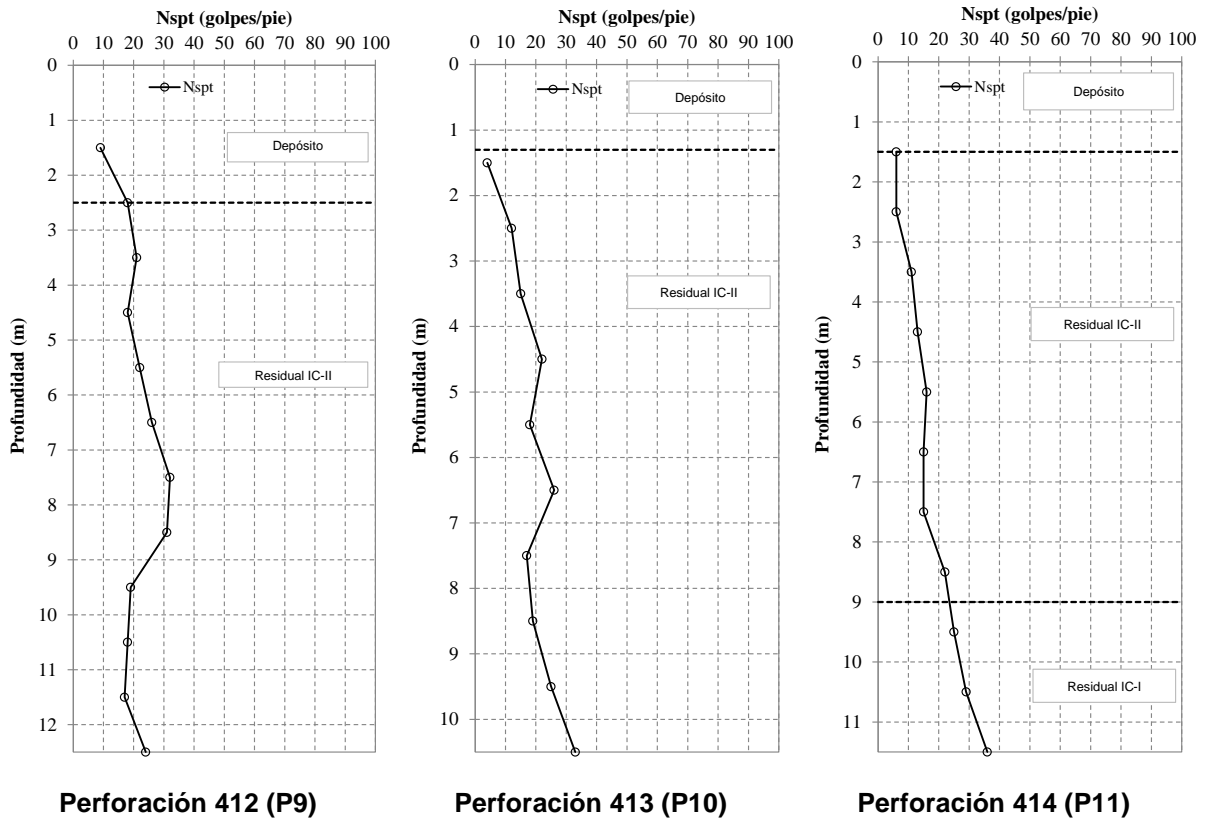 Nspt (golpes/pie)
0 10 20 30 40 50 60 70 80 90 100
0
1
2
3
4
5
6
7
8
9
10
11
12
Profundidad (m)
Nspt
Depósito
Residual IC-II
Perforación 412 (P9)
Nspt (golpes/pie)
0 10 20 30 40 50 60 70 80 90 100
0
1
2
3
4
5
6
7
8
9
10
Profundidad (m)
Nspt
Depósito
Residual IC-II
Perforación 413 (P10)
Nspt (golpes/pie)
0 10 20 30 40 50 60 70 80 90 100
0
1
2
3
4
5
6
7
8
9
10
11
Profundidad (m)
Nspt
Depósito
Residual IC-II
Residual IC-I
Perforación 414 (P11)